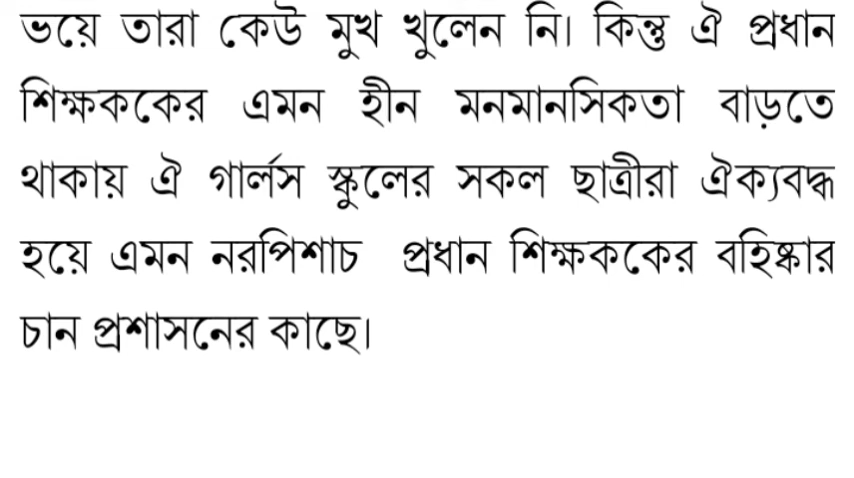 ভয়ে তারা কেউ মুখ খুলেন নি। কিন্তু ঐ প্রধান
শিক্ষককের এমন হীন মনমানসিকতা বাড়তে
থাকায় ঐ গার্লস স্কুলের সকল ছাত্রীরা ঐক্যবদ্ধ
হয়ে এমন নরপিশাচ প্রধান শিক্ষককের বহিষ্কার
চান প্রশাসনের কাছে।